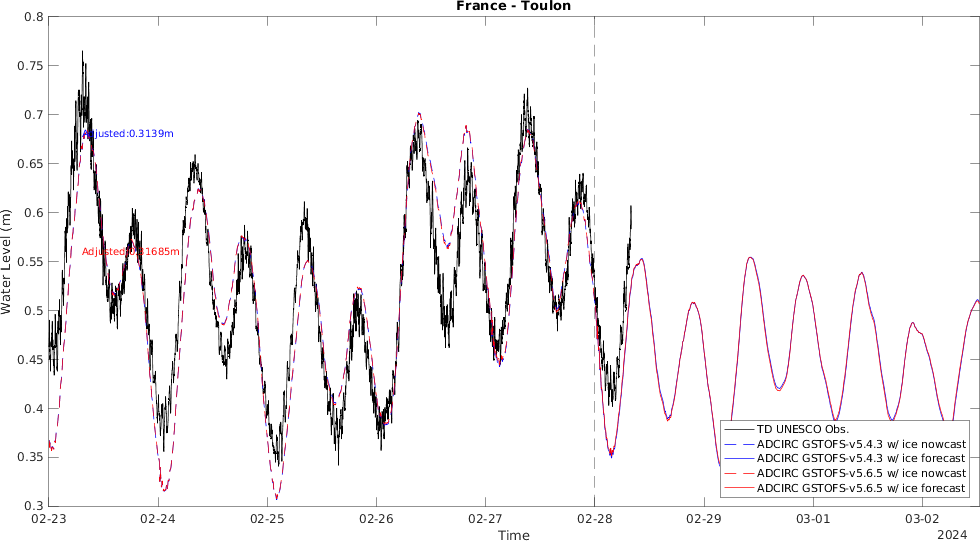 France - Toulon
0.8
0.75
0.7
0.65
0.6
0.55
0.5
0.45
0.4
0.35
0.3
Water Level (m)
Adjusted:0.3139m
Adjusted:0.31685m
TD UNESCO Obs.
ADCIRC GSTOFS-v5.4.3 w/ ice nowcast
ADCIRC GSTOFS-v5.4.3 w/ ice forecast
ADCIRC GSTOFS-v5.6.5 w/ ice nowcast
ADCIRC GSTOFS-v5.6.5 w/ ice forecast
02-23 02-24 02-25 02-26 02-27 02-28 02-29 03-01 03-02
Time
2024